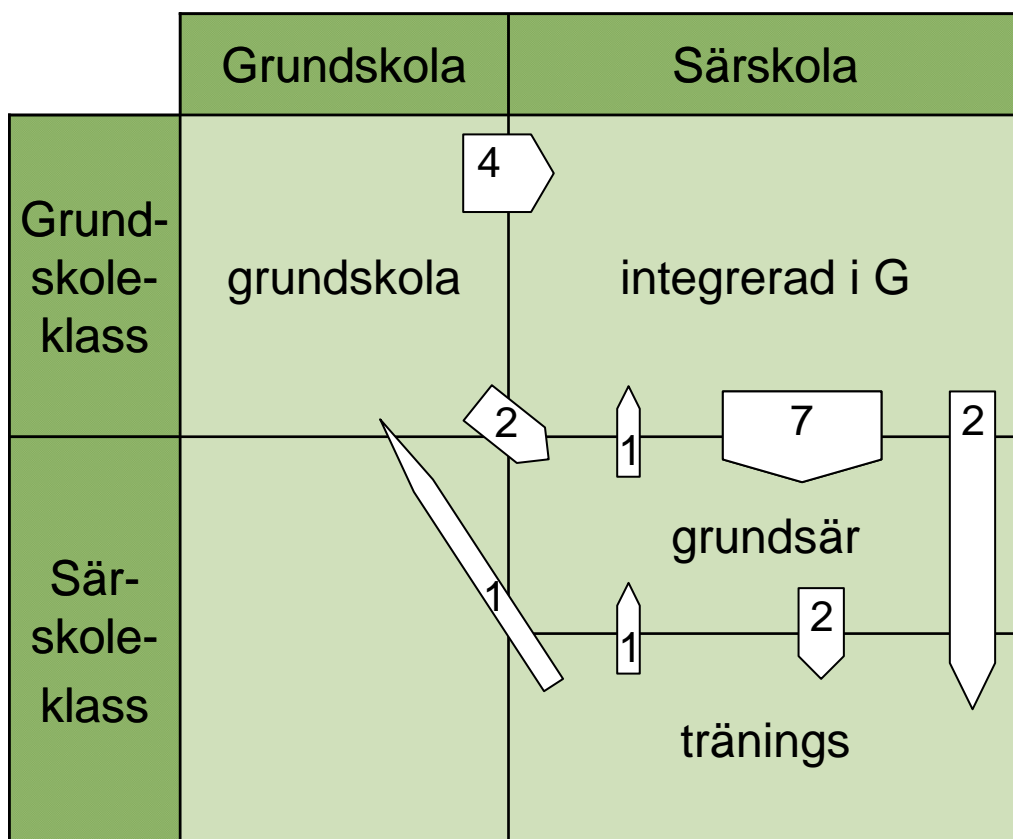 Grundskola
Särskola
Grund-
skole-
klass
grundskola
4
integrerad i G
2
1
7
2
Sär-
skole-
klass
1
grundsär
1
2
tränings